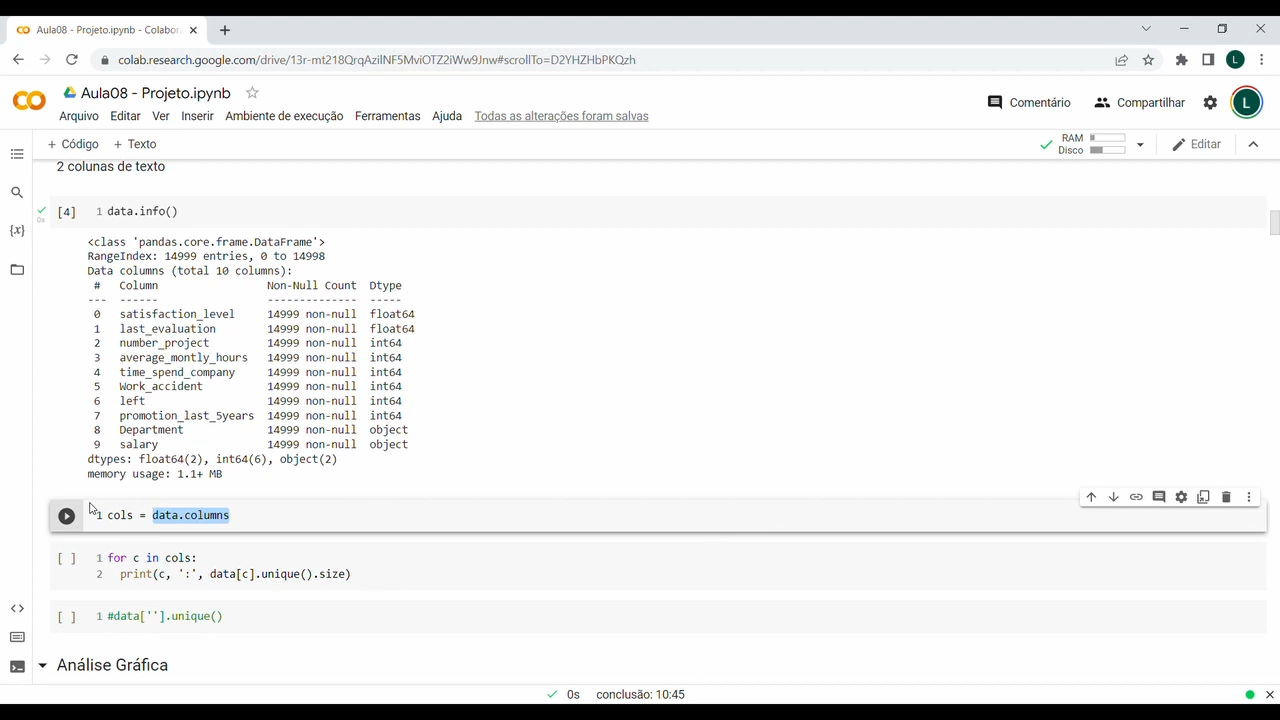 Aula08 - Projeto.ipynb - Colabor
colab.research.google.com/drive/13r-mt218QrqAzilNF5MviOTZ2iWw9Jnw#scrollTo=D2YHZHbPKQzh
L
Aula08 - Projeto.ipynb
Comentário
Compartilhar
L
Arquivo Editar Ver Inserir Ambiente de execução Ferramentas Ajuda Todas as alterações foram salvas
+ Código + Texto
RAM
Disco
Editar
2 colunas de texto
0s
[4] 1 data.info()
<class 'pandas.core.frame.DataFrame'>
RangeIndex: 14999 entries, 0 to 14998
Data columns (total 10 columns):
# Column Non-Null Count Dtype
--- ------ -------------- -----
0 satisfaction_level 14999 non-null float64
1 last_evaluation 14999 non-null float64
2 number_project 14999 non-null int64
3 average_montly_hours 14999 non-null int64
4 time_spend_company 14999 non-null int64
5 Work_accident 14999 non-null int64
6 left 14999 non-null int64
7 promotion_last_5years 14999 non-null int64
8 Department 14999 non-null object
9 salary 14999 non-null object
dtypes: float64(2), int64(6), object(2)
memory usage: 1.1+ MB
1 cols = data.columns
[ ] 1 for c in cols:
2 print(c, ':', data[c].unique().size)
[ ] 1 #data[''].unique()
Análise Gráfica
0s conclusão: 10:45